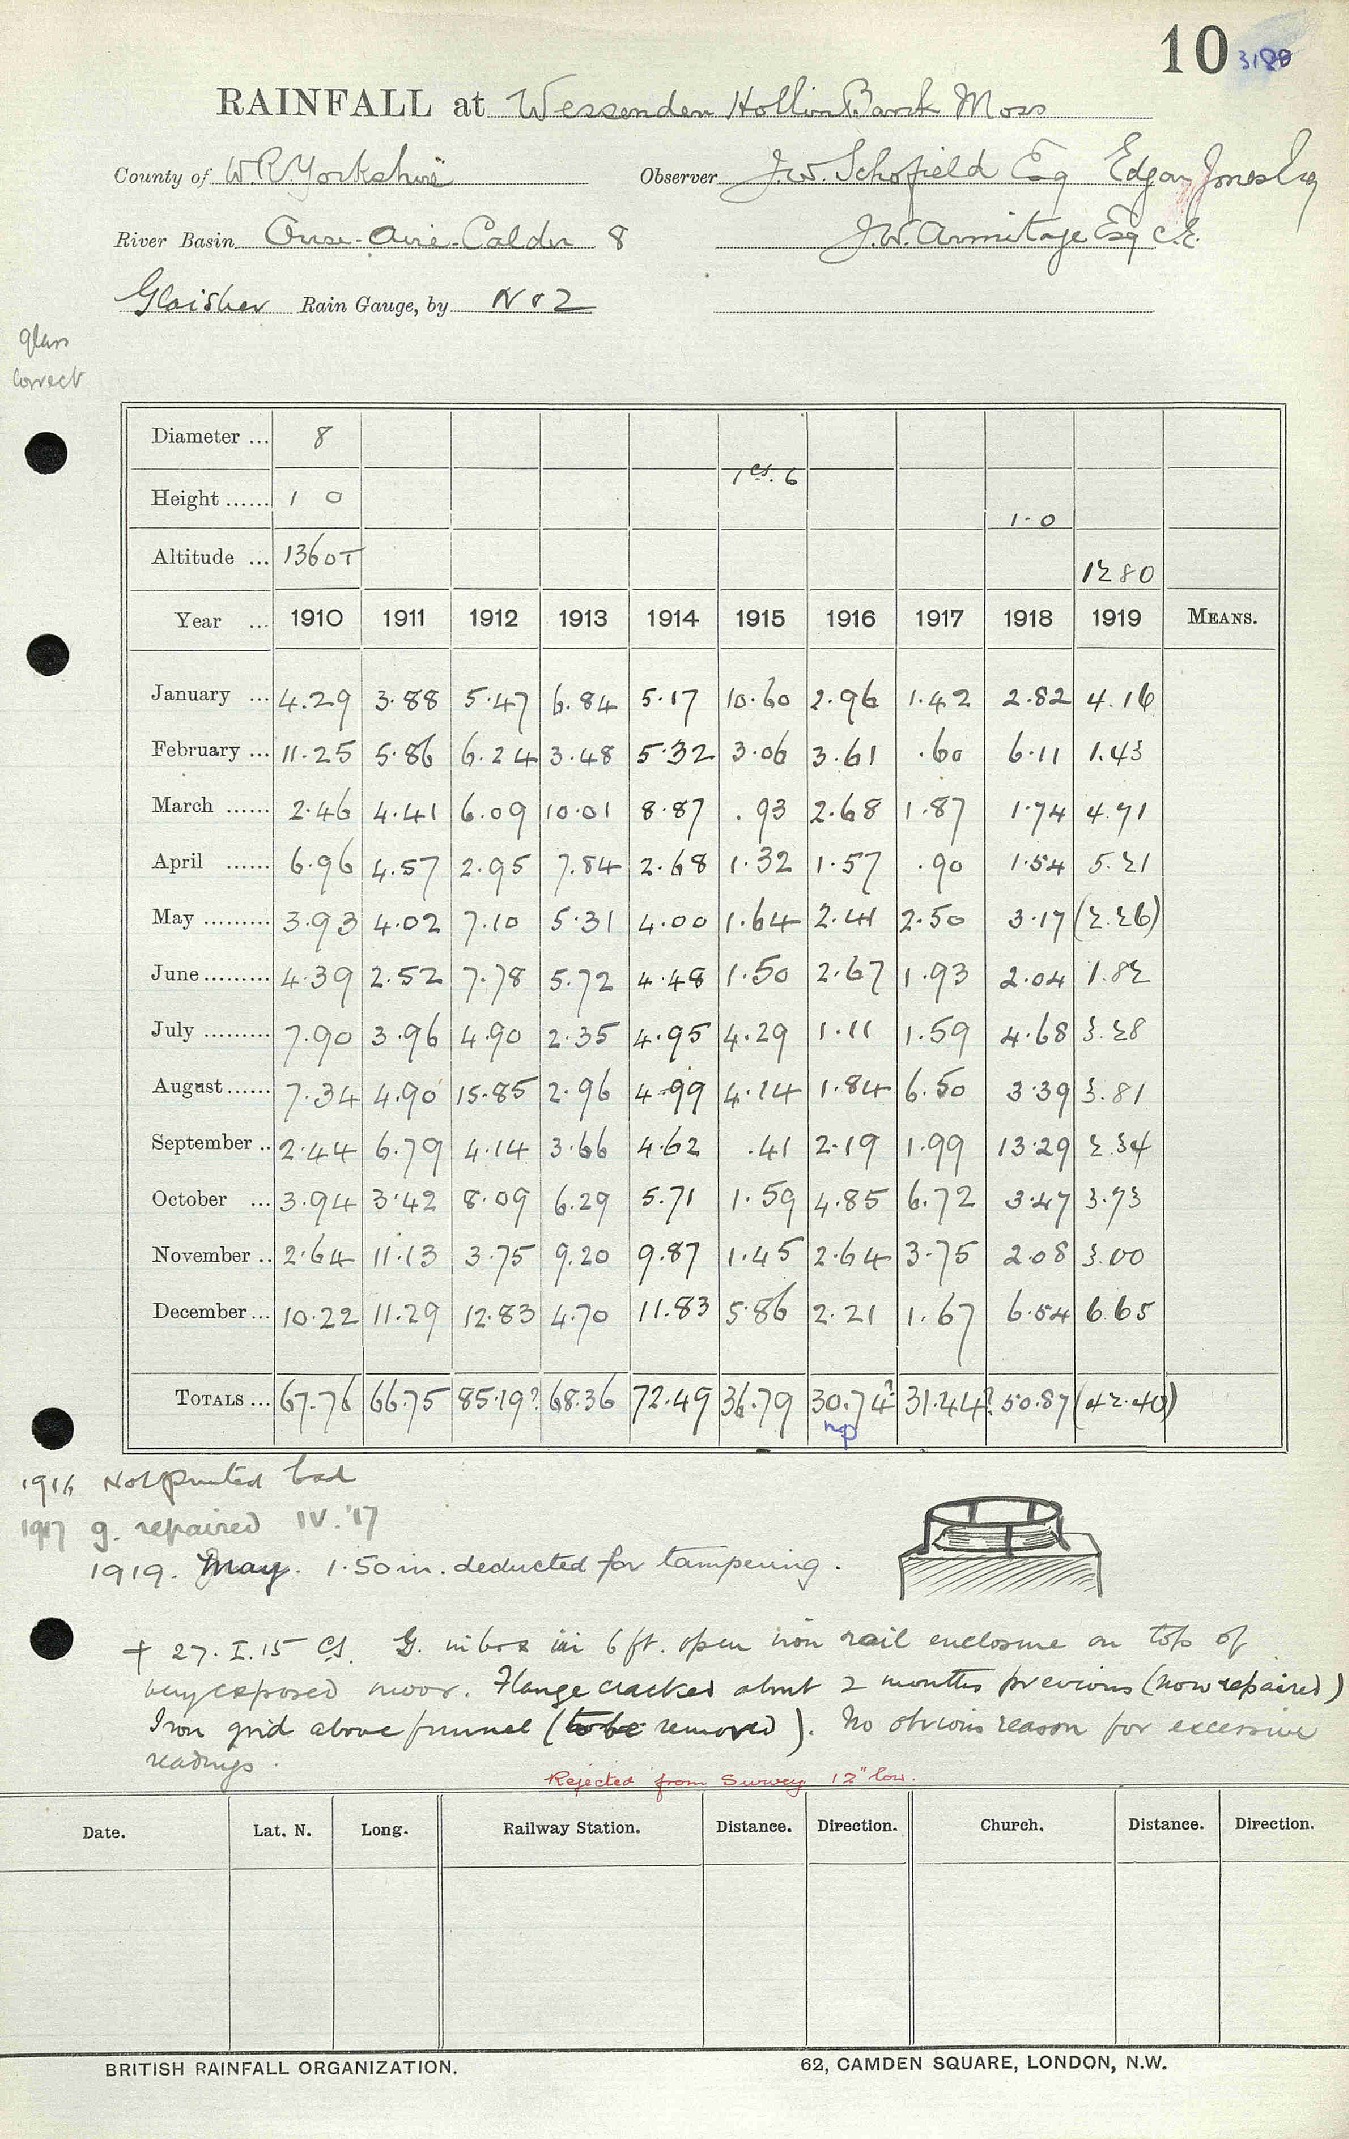 10 3188
RAINFALL at Wessenden Hollin Bank Moss
County of W.R. Yorkshire Observer J.W. Schofield Esq Edgar Jones Esq
River Basin Ouse-Aire-Calder 8 J.W. Armitage Esq C.E.
Glaisher Rain Gauge, by No 2
glass
correct
Diameter ... 8
Height ...... 1 0 1 cs. 6 1.0
Altitude ... 1360T 1280
Year ... 1910 1911 1912 1913 1914 1915 1916 1917 1918 1919 MEANS.
January ... 4.29 3.88 5.47 6.84 5.17 10.60 2.96 1.42 2.82 4.16
February ... 11.25 5.86 6.24 3.48 5.32 3.06 3.61 .60 6.11 1.43
March ...... 2.46 4.41 6.09 10.01 8.87 .93 2.68 1.87 1.74 4.71
April ...... 6.96 4.57 2.95 7.84 2.68 1.32 1.57 .90 1.54 5.21
May ......... 3.93 4.02 7.10 5.31 4.00 1.64 2.41 2.50 3.17 (2.26)
June ......... 4.39 2.52 7.78 5.72 4.48 1.50 2.67 1.93 2.04 1.82
July ......... 7.90 3.96 4.90 2.35 4.95 4.29 1.11 1.59 4.68 3.28
August ...... 7.34 4.90 15.85 2.96 4.99 4.14 1.84 6.50 3.39 3.81
September .. 2.44 6.79 4.14 3.66 4.62 .41 2.19 1.99 13.29 2.34
October ... 3.94 3.42 8.09 6.29 5.71 1.59 4.85 6.72 3.47 3.73
November .. 2.64 11.13 3.75 9.20 9.87 1.45 2.64 3.75 2.08 3.00
December ... 10.22 11.29 12.83 4.70 11.83 5.86 2.21 1.67 6.54 6.65
TOTALS ... 67.76 66.75 85.19? 68.36 72.49 36.79 30.74? 31.44? 50.87 (42.40)
np
1916 Not printed bad
1917 g. repaired IV.'17
1919. May. 1.50 in. deducted for tampering.
+ 27.I.15 CS. G. in box in 6 ft. open iron rail enclosure on top of
very exposed moor. Flange cracked about 2 months previous (now repaired)
Iron grid above funnel (to be removed). No obvious reason for excessive
readings.
Rejected from Survey 12" low.
Date. Lat. N. Long. Railway Station. Distance. Direction. Church. Distance. Direction.
BRITISH RAINFALL ORGANIZATION. 62, CAMDEN SQUARE, LONDON, N.W.